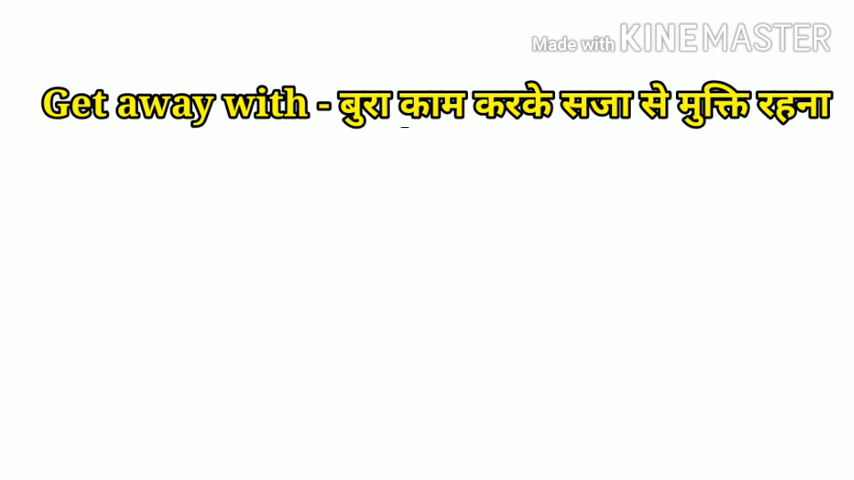 Made with KINEMASTER
Get away with - बुरा काम करके सजा से मुक्ति रहना